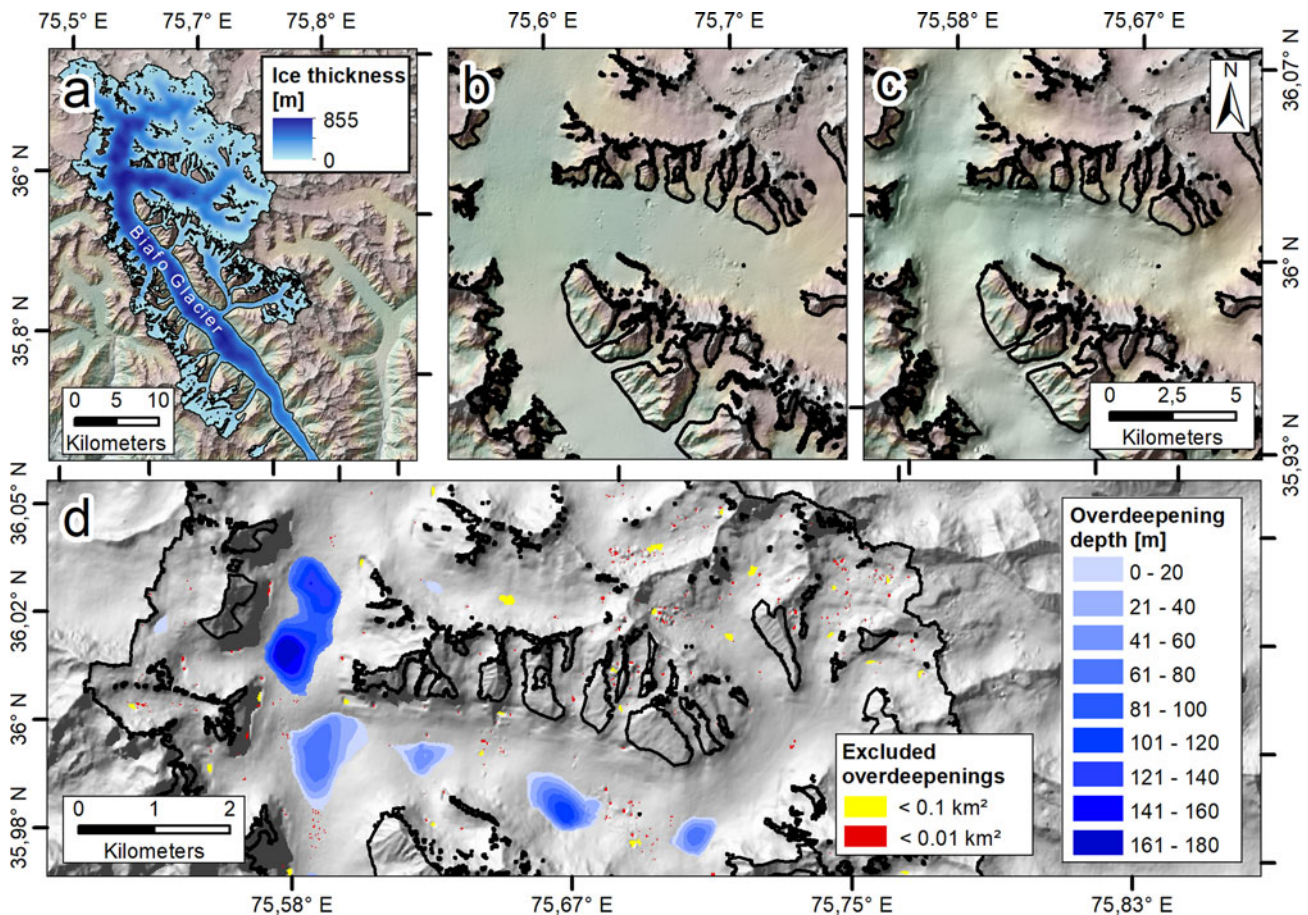 75,5° E 75,7° E 75,8° E 75,6° E 75,7° E 75,58° E 75,67° E
a
Ice thickness
[m]
855
0
36° N
35,8° N
Biafo Glacier
0 5 10
Kilometers
b
c
N
36,07° N
36° N
35,93° N
0 2,5 5
Kilometers
d
36,05° N
36,02° N
36° N
35,98° N
0 1 2
Kilometers
Excluded
overdeepenings
< 0.1 km²
< 0.01 km²
Overdeepening
depth [m]
0 - 20
21 - 40
41 - 60
61 - 80
81 - 100
101 - 120
121 - 140
141 - 160
161 - 180
75,58° E 75,67° E 75,75° E 75,83° E